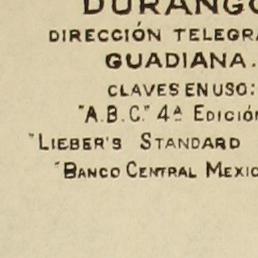 DURANGO
DIRECCIÓN TELEGRA
GUADIANA.
CLAVES EN USO:
"A.B.C." 4ª EDICIÓN
"LIEBER'S STANDARD
"BANCO CENTRAL MEXIC